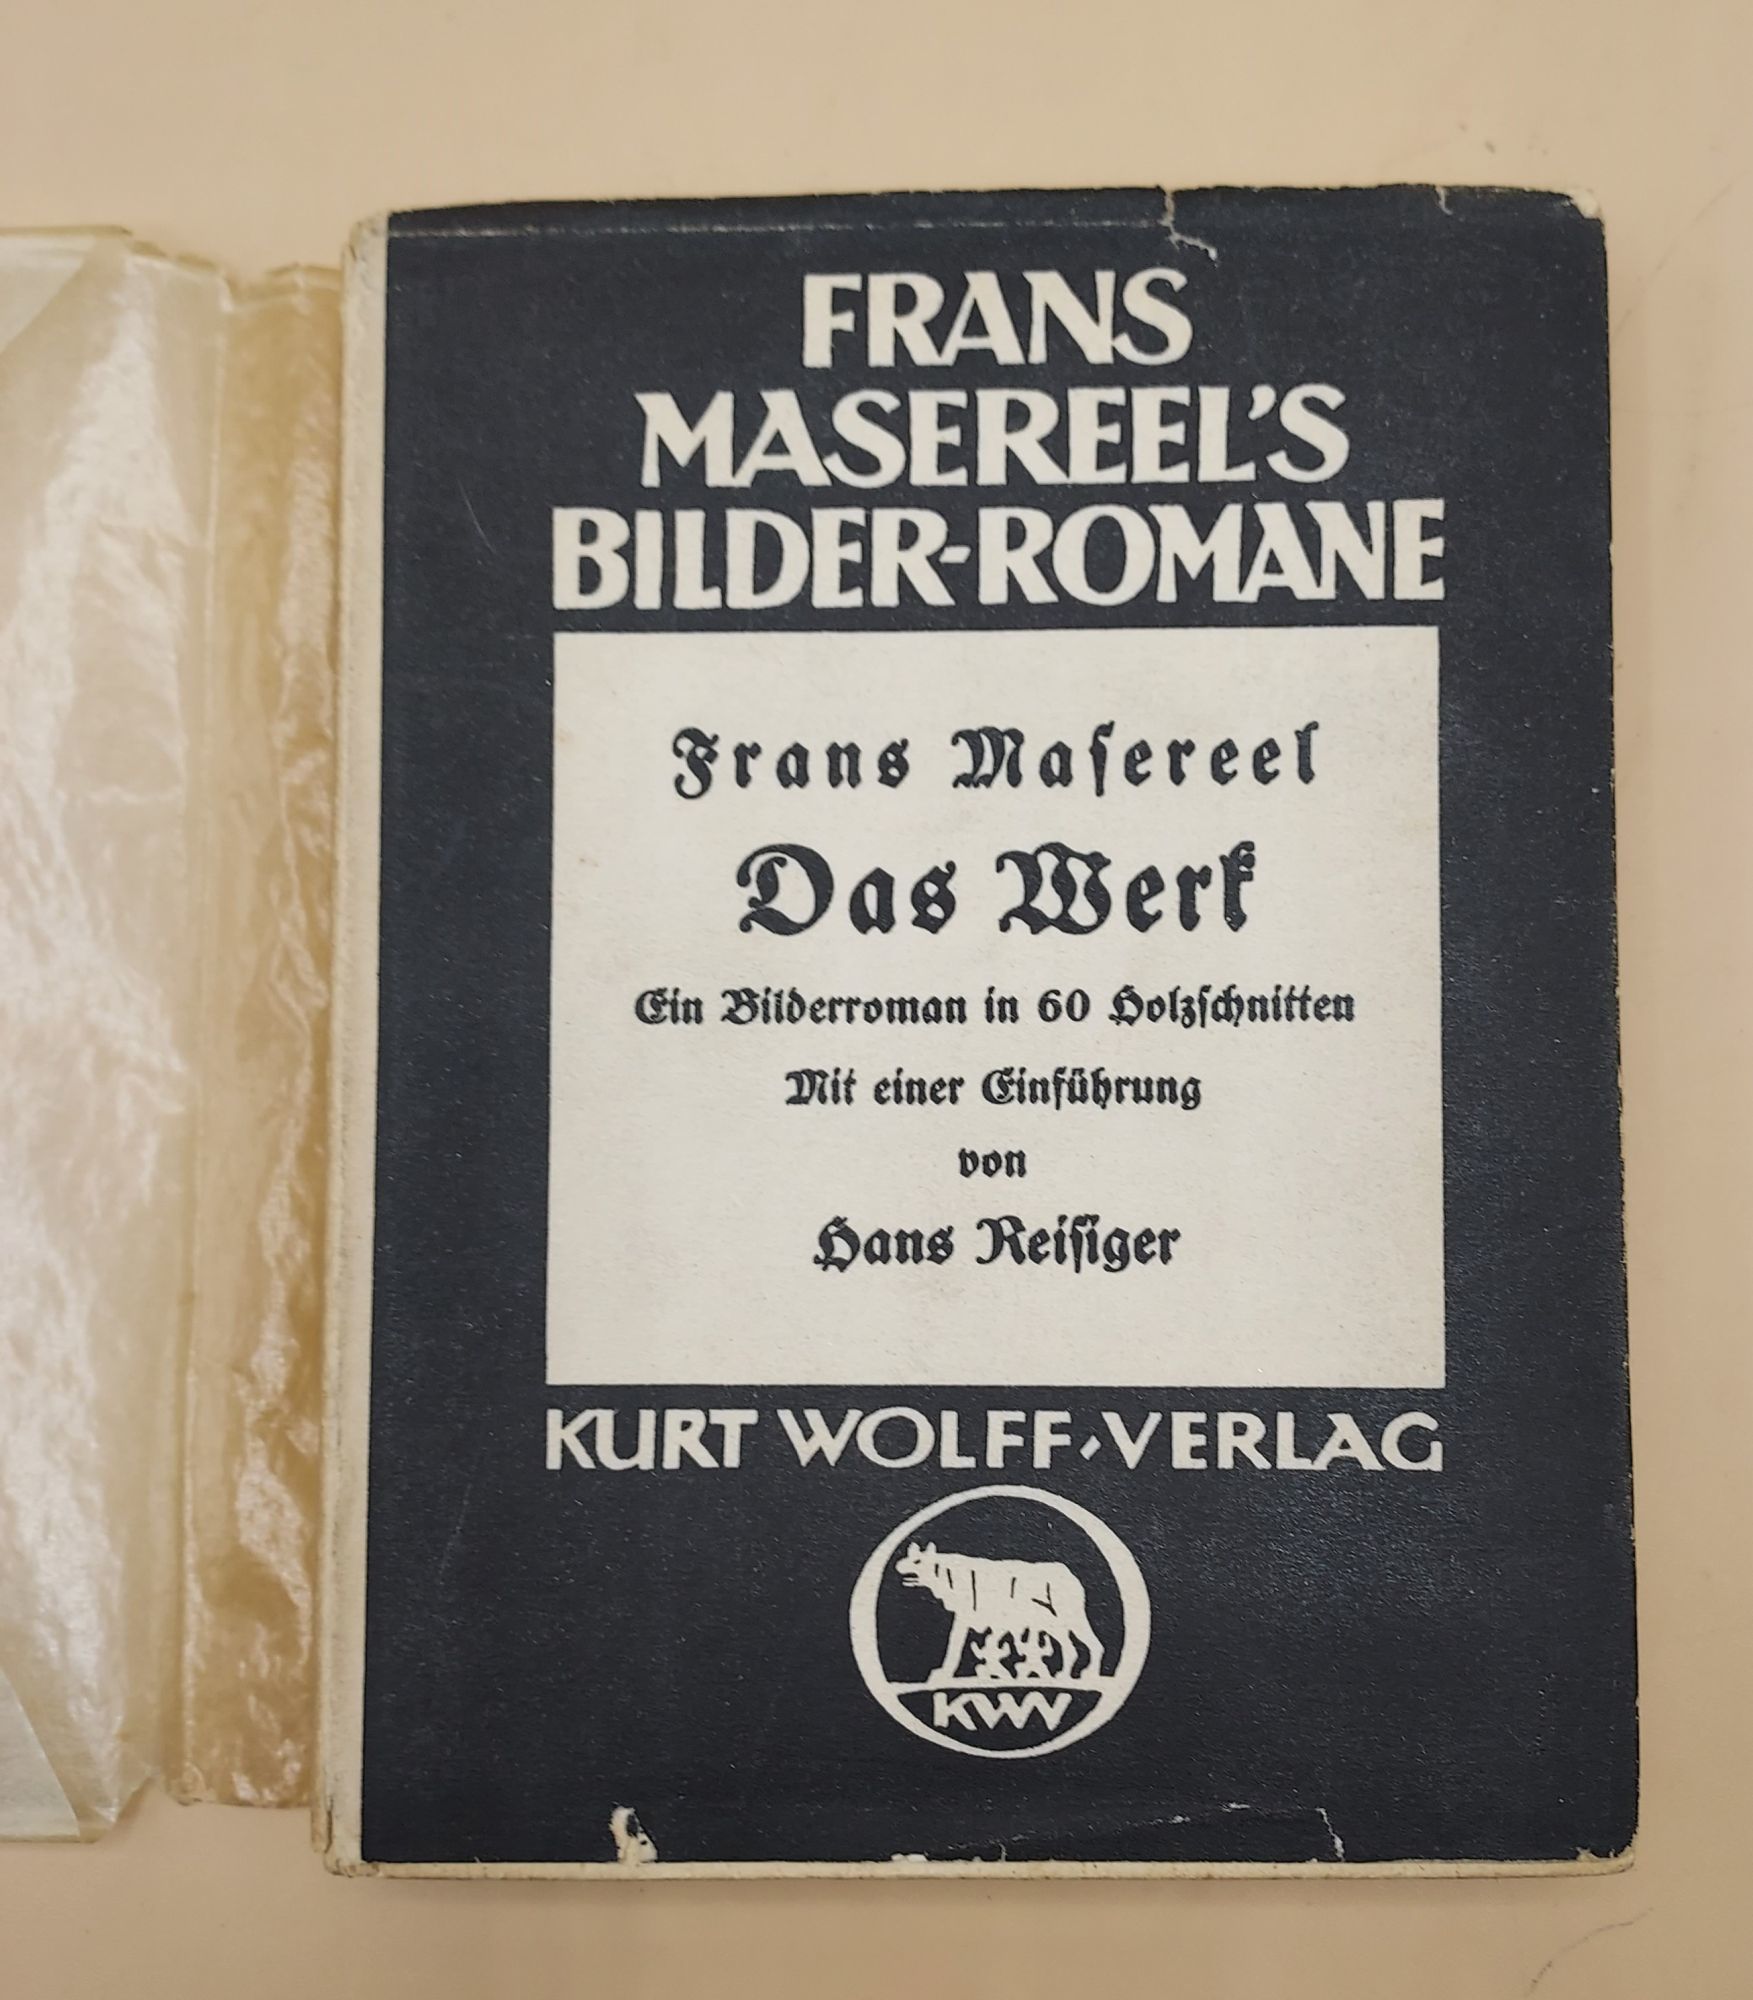 FRANS
MASEREEL'S
BILDER-ROMANE
Frans Maſereel
Das Werk
Ein Bilderroman in 60 Holzſchnitten
Mit einer Einführung
von
Hans Reiſiger
KURT WOLFF-VERLAG
KWV